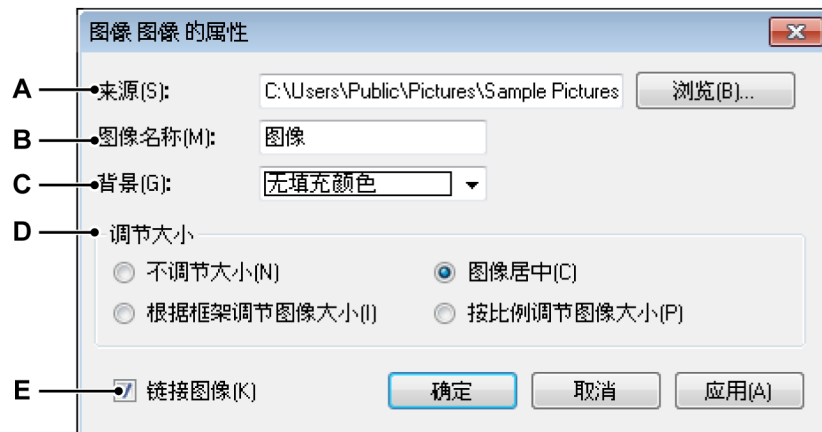 图像 图像 的属性
A 来源(S): C:\Users\Public\Pictures\Sample Pictures 浏览(B)...
B 图像名称(M): 图像
C 背景(G): 无填充颜色
D 调节大小
不调节大小(N) 图像居中(C)
根据框架调节图像大小(I) 按比例调节图像大小(P)
E 链接图像(K) 确定 取消 应用(A)